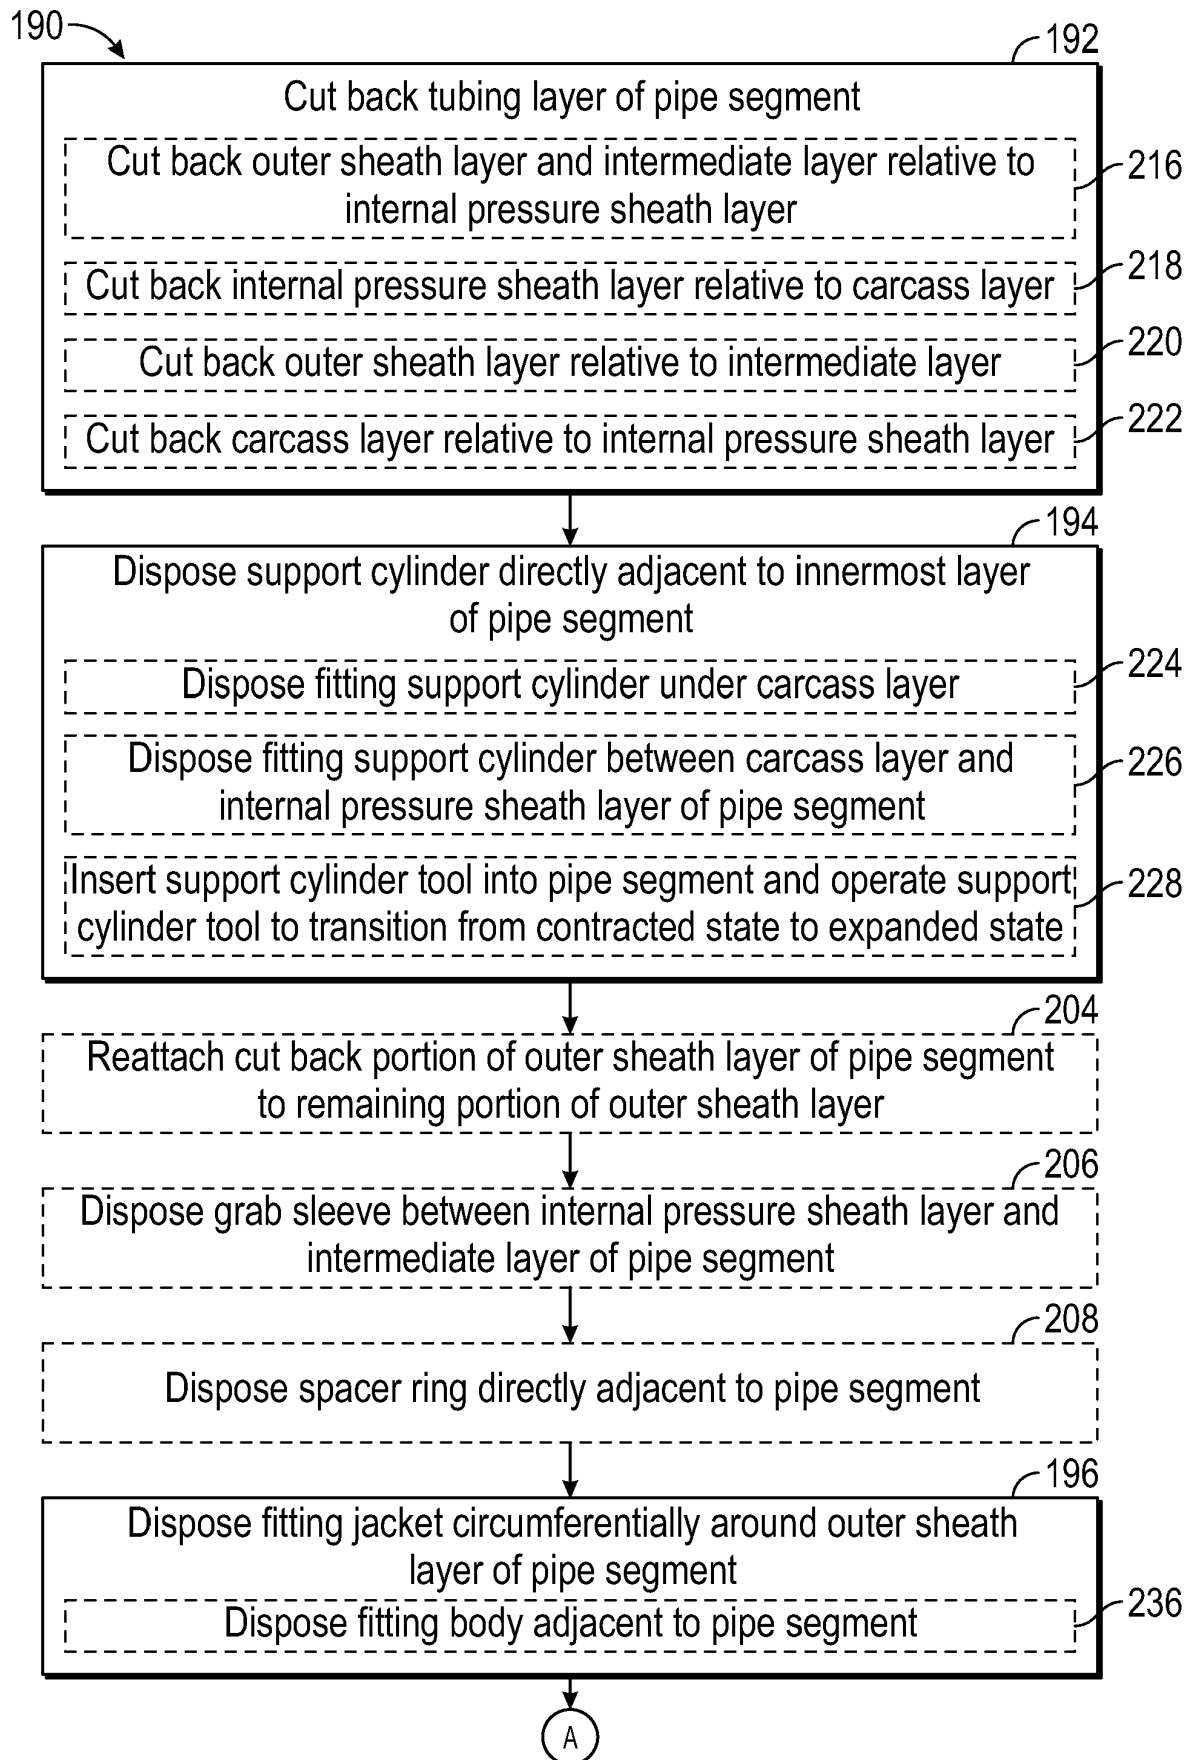 190
192
Cut back tubing layer of pipe segment
Cut back outer sheath layer and intermediate layer relative to
internal pressure sheath layer
216
Cut back internal pressure sheath layer relative to carcass layer
218
Cut back outer sheath layer relative to intermediate layer
220
Cut back carcass layer relative to internal pressure sheath layer
222
194
Dispose support cylinder directly adjacent to innermost layer
of pipe segment
Dispose fitting support cylinder under carcass layer
224
Dispose fitting support cylinder between carcass layer and
internal pressure sheath layer of pipe segment
226
Insert support cylinder tool into pipe segment and operate support
cylinder tool to transition from contracted state to expanded state
228
204
Reattach cut back portion of outer sheath layer of pipe segment
to remaining portion of outer sheath layer
206
Dispose grab sleeve between internal pressure sheath layer and
intermediate layer of pipe segment
208
Dispose spacer ring directly adjacent to pipe segment
196
Dispose fitting jacket circumferentially around outer sheath
layer of pipe segment
Dispose fitting body adjacent to pipe segment
236
A